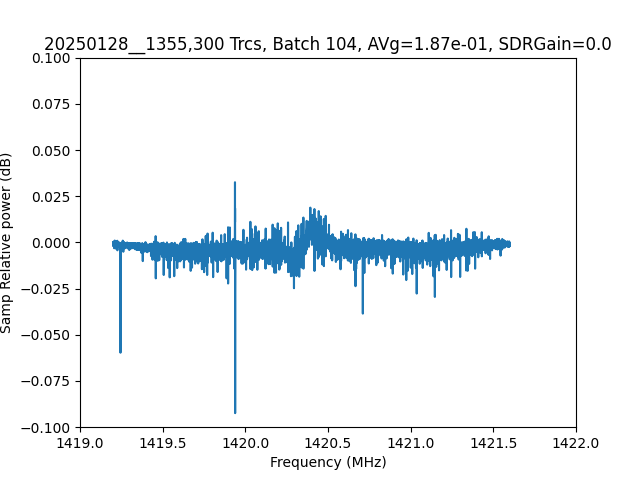 20250128__1355,300 Trcs, Batch 104, AVg=1.87e-01, SDRGain=0.0
0.100
0.075
0.050
0.025
0.000
−0.025
−0.050
−0.075
−0.100
Samp Relative power (dB)
1419.0 1419.5 1420.0 1420.5 1421.0 1421.5 1422.0
Frequency (MHz)